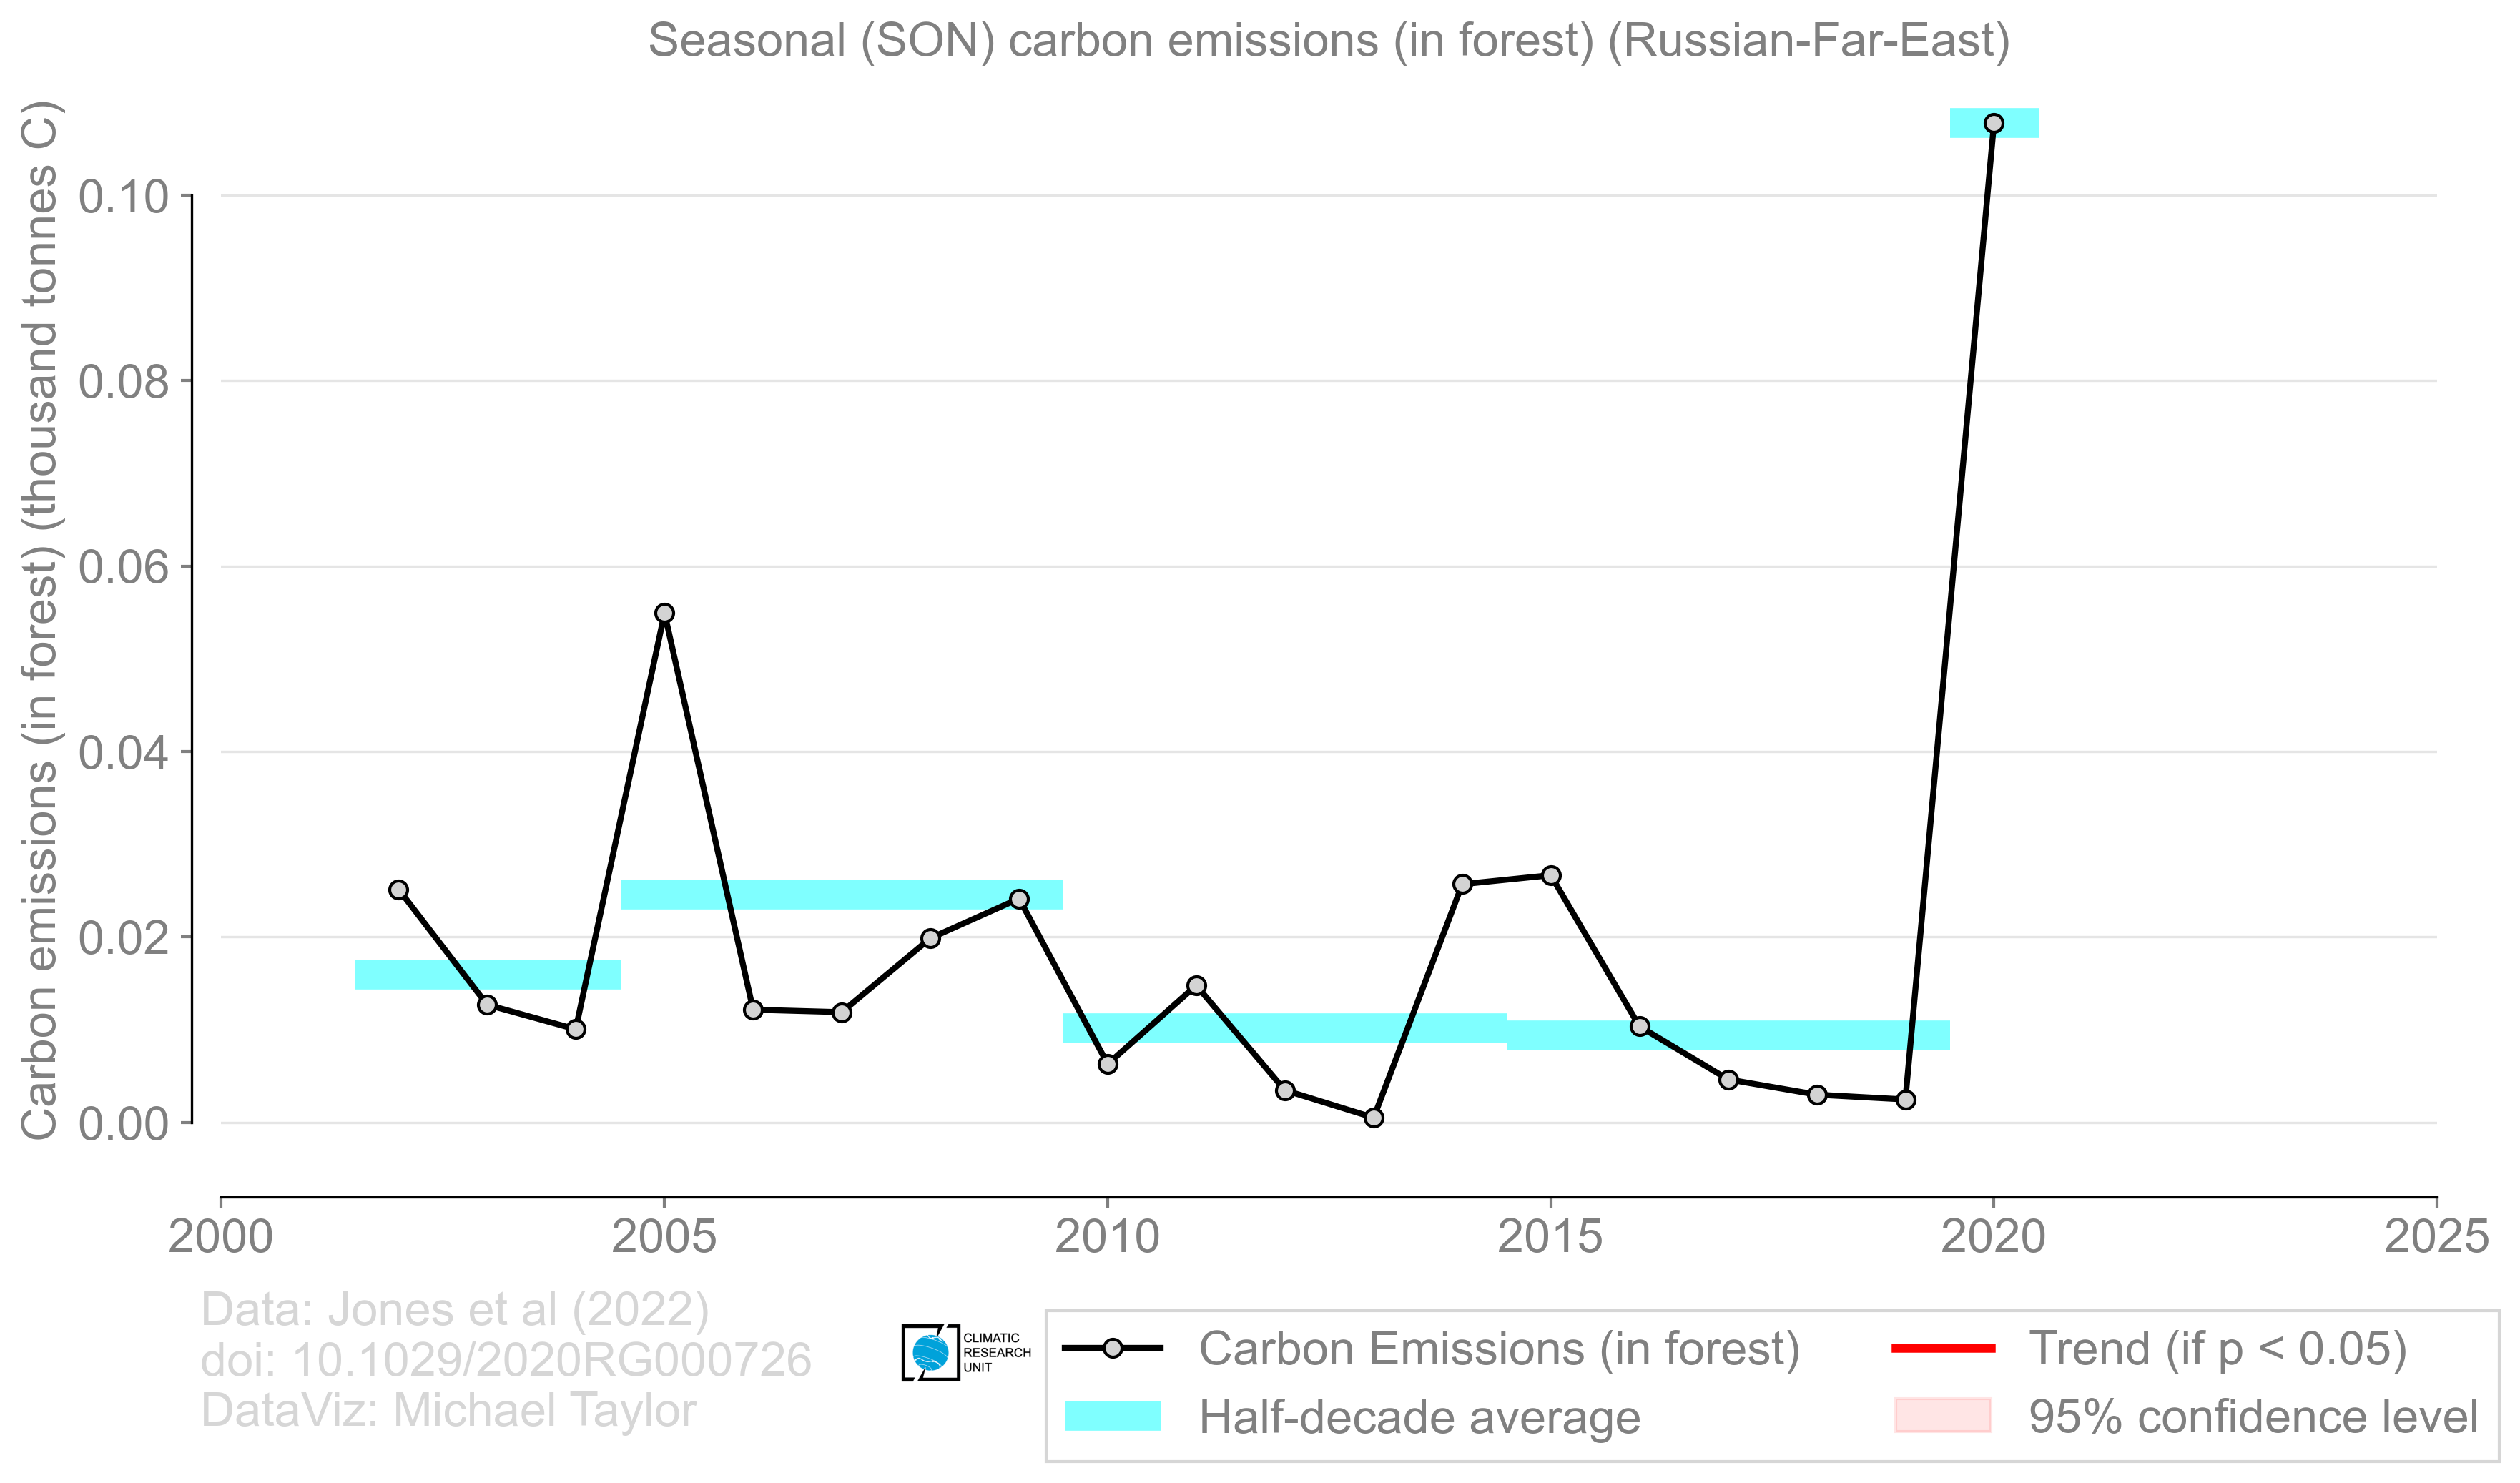 Seasonal (SON) carbon emissions (in forest) (Russian-Far-East)
Carbon emissions (in forest) (thousand tonnes C)
0.10
0.08
0.06
0.04
0.02
0.00
2000
2005
2010
2015
2020
2025
Data: Jones et al (2022)
doi: 10.1029/2020RG000726
DataViz: Michael Taylor
CLIMATIC
RESEARCH
UNIT
Carbon Emissions (in forest)
Half-decade average
Trend (if p < 0.05)
95% confidence level